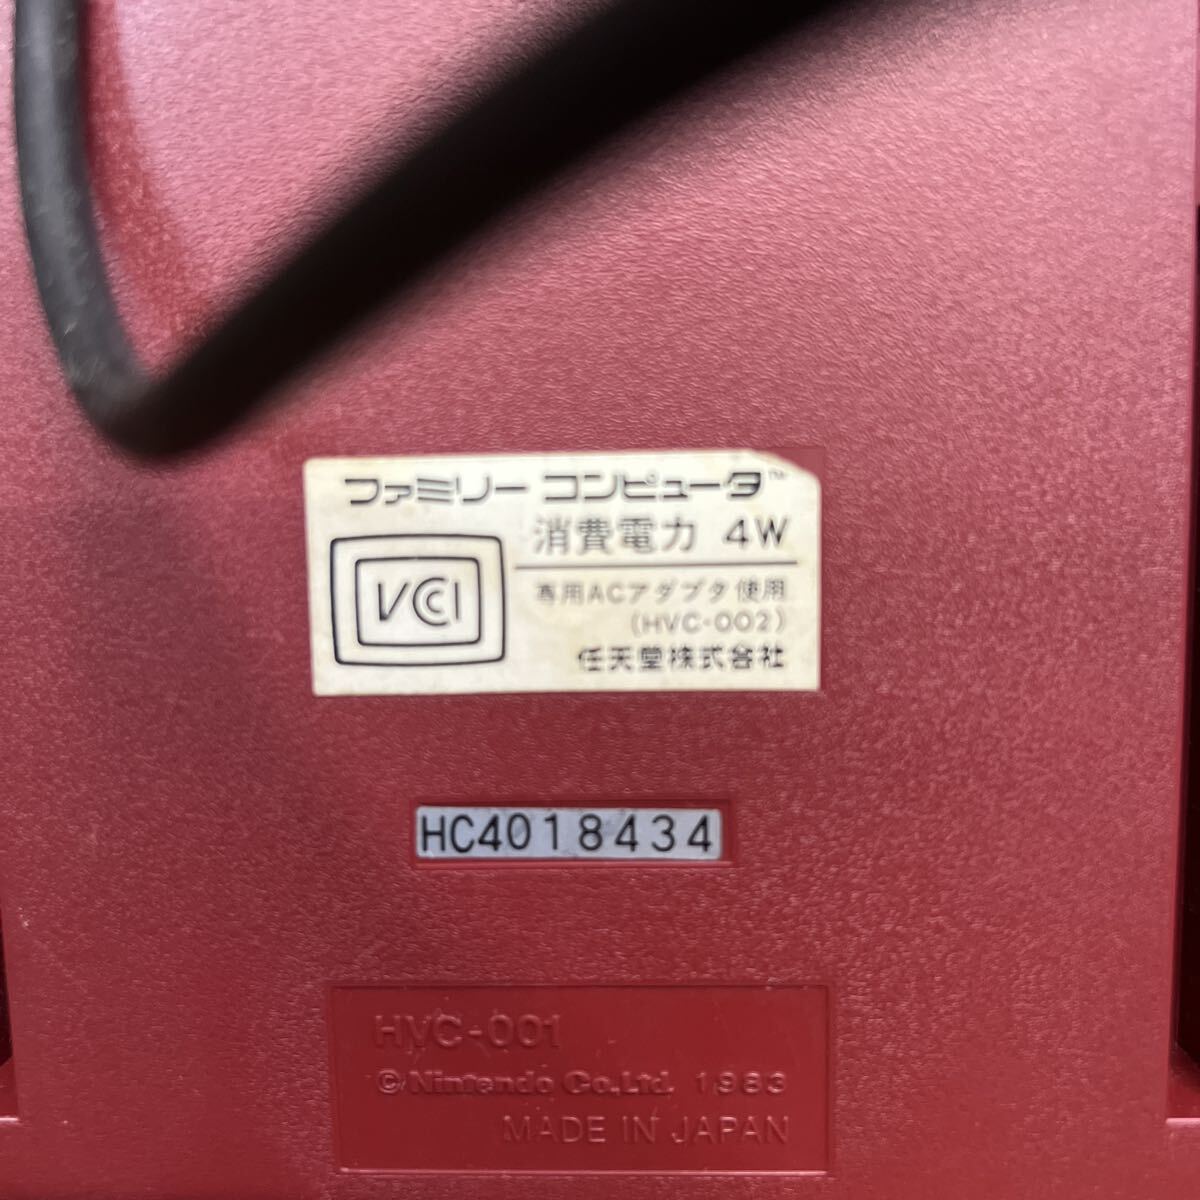 ファミリー コンピュータ™
消費電力 4W
VCCI
専用ACアダプタ使用
(HVC-002)
任天堂株式会社
HC4018434
HVC-001
©Nintendo Co.,Ltd. 1983
MADE IN JAPAN